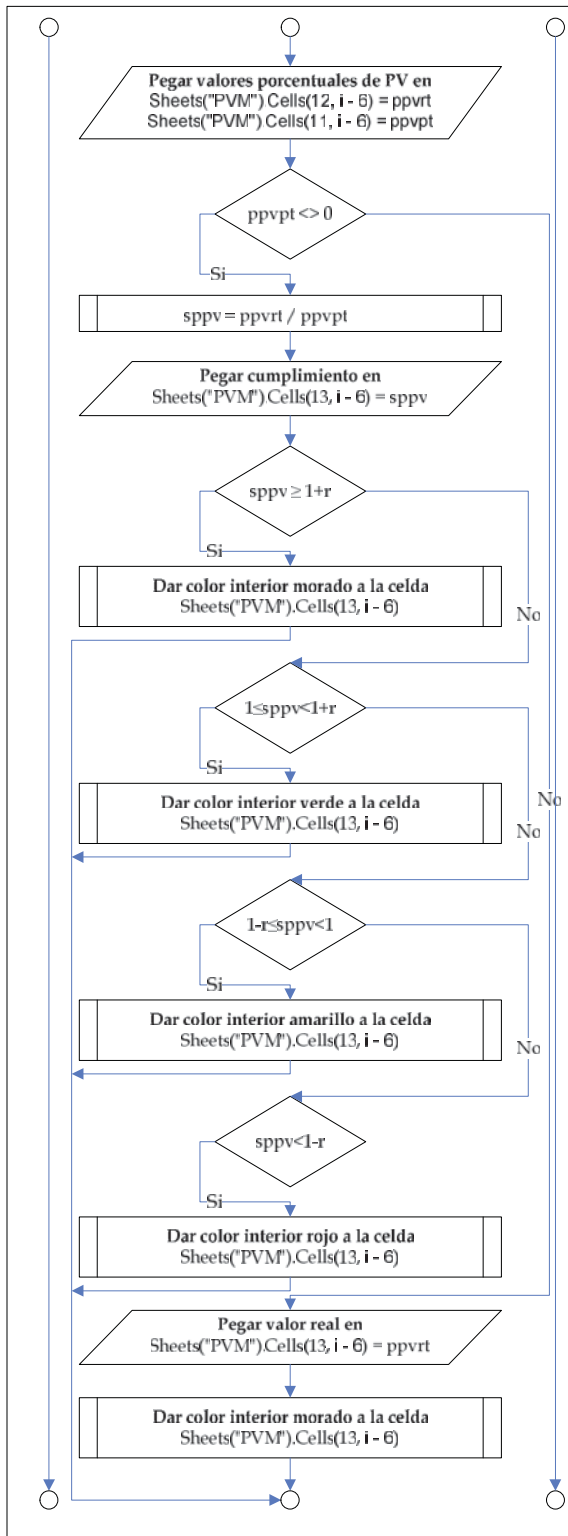 Pegar valores porcentuales de PV en
Sheets("PVM").Cells(12, i - 6) = ppvrt
Sheets("PVM").Cells(11, i - 6) = ppvpt
ppvpt <> 0
Si
sppv = ppvrt / ppvpt
Pegar cumplimiento en
Sheets("PVM").Cells(13, i - 6) = sppv
sppv ≥ 1+r
Si
Dar color interior morado a la celda
Sheets("PVM").Cells(13, i - 6)
No
1≤sppv<1+r
Si
Dar color interior verde a la celda
Sheets("PVM").Cells(13, i - 6)
No
No
1-r≤sppv<1
Si
Dar color interior amarillo a la celda
Sheets("PVM").Cells(13, i - 6)
No
sppv<1-r
Si
Dar color interior rojo a la celda
Sheets("PVM").Cells(13, i - 6)
Pegar valor real en
Sheets("PVM").Cells(13, i - 6) = ppvrt
Dar color interior morado a la celda
Sheets("PVM").Cells(13, i - 6)